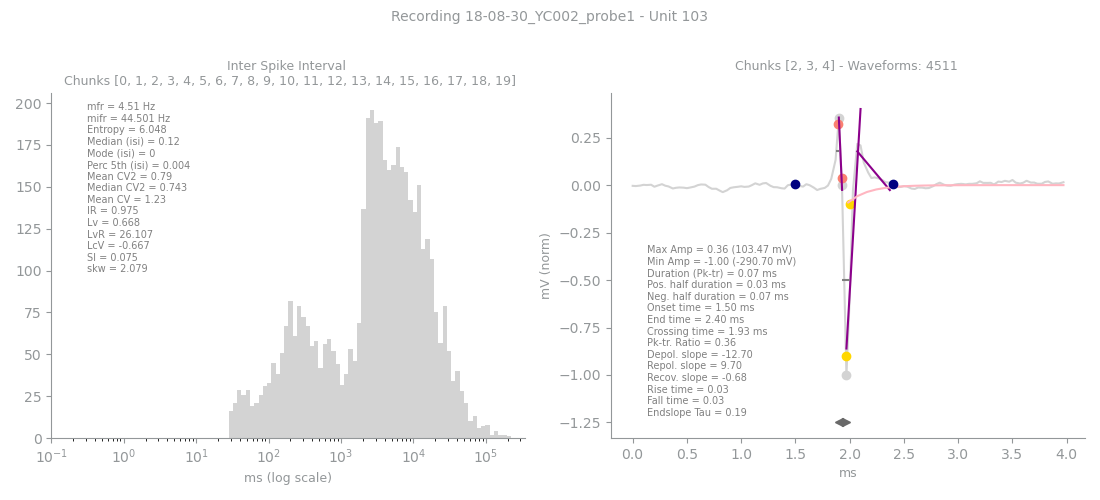 Recording 18-08-30_YC002_probe1 - Unit 103
Inter Spike Interval
Chunks [0, 1, 2, 3, 4, 5, 6, 7, 8, 9, 10, 11, 12, 13, 14, 15, 16, 17, 18, 19]
200
175
150
125
100
75
50
25
0
mfr = 4.51 Hz
mifr = 44.501 Hz
Entropy = 6.048
Median (isi) = 0.12
Mode (isi) = 0
Perc 5th (isi) = 0.004
Mean CV2 = 0.79
Median CV2 = 0.743
Mean CV = 1.23
IR = 0.975
Lv = 0.668
LvR = 26.107
LcV = -0.667
SI = 0.075
skw = 2.079
10⁻¹ 10⁰ 10¹ 10² 10³ 10⁴ 10⁵
ms (log scale)
Chunks [2, 3, 4] - Waveforms: 4511
mV (norm)
0.25
0.00
−0.25
−0.50
−0.75
−1.00
−1.25
Max Amp = 0.36 (103.47 mV)
Min Amp = -1.00 (-290.70 mV)
Duration (Pk-tr) = 0.07 ms
Pos. half duration = 0.03 ms
Neg. half duration = 0.07 ms
Onset time = 1.50 ms
End time = 2.40 ms
Crossing time = 1.93 ms
Pk-tr. Ratio = 0.36
Depol. slope = -12.70
Repol. slope = 9.70
Recov. slope = -0.68
Rise time = 0.03
Fall time = 0.03
Endslope Tau = 0.19
0.0 0.5 1.0 1.5 2.0 2.5 3.0 3.5 4.0
ms